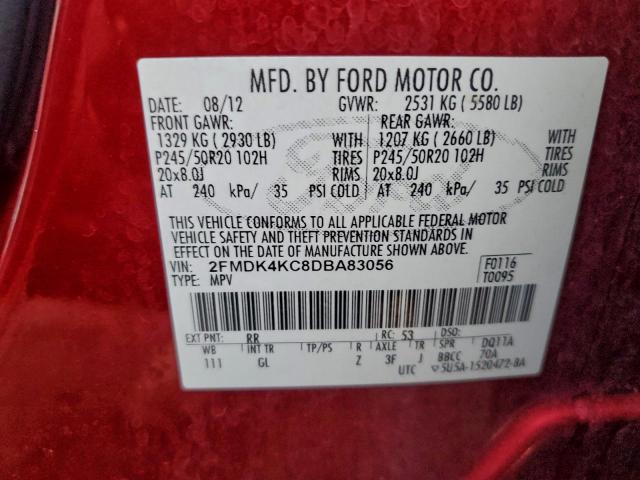 MFD. BY FORD MOTOR CO.
DATE: 08/12 GVWR: 2531 KG ( 5580 LB)
FRONT GAWR: REAR GAWR:
1329 KG ( 2930 LB) WITH 1207 KG ( 2660 LB) WITH
P245/50R20 102H TIRES P245/50R20 102H TIRES
20x8.0J RIMS 20x8.0J RIMS
AT 240 kPa/ 35 PSI COLD AT 240 kPa/ 35 PSI COLD
THIS VEHICLE CONFORMS TO ALL APPLICABLE FEDERAL MOTOR
VEHICLE SAFETY AND THEFT PREVENTION STANDARDS IN
EFFECT ON THE DATE OF MANUFACTURE SHOWN ABOVE.
VIN: 2FMDK4KC8DBA83056 F0116
TYPE: MPV T0095
EXT PNT: RR RC: 53 DSO:
WB INT TR TP/PS R AXLE TR SPR DQ11A
111 GL Z 3F J BBCC 70A
UTC ▽5U5A-1520472-BA